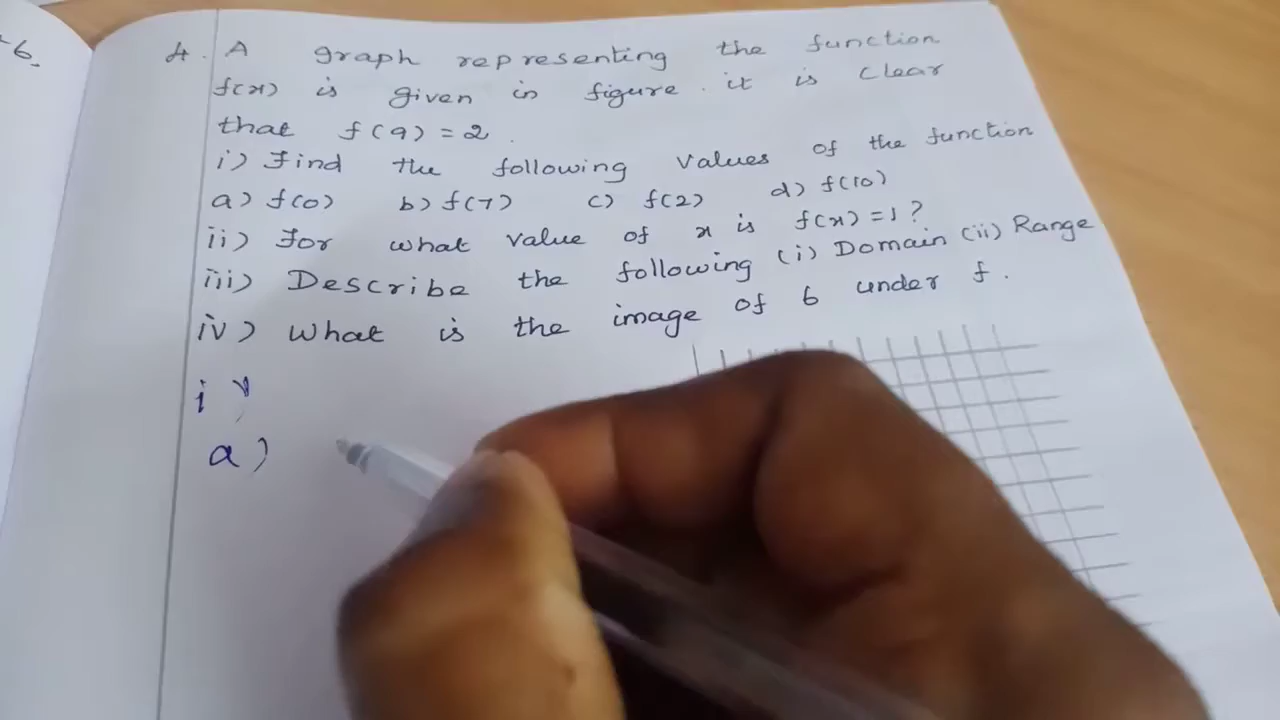 -6,
4. A graph representing the function
f(x) is given in figure. it is clear
that f(9) = 2.
i) Find the following values of the function
a) f(0) b) f(7) c) f(2) d) f(10)
ii) For what value of x is f(x) = 1?
iii) Describe the following (i) Domain (ii) Range
iv) What is the image of 6 under f.
i)
a)